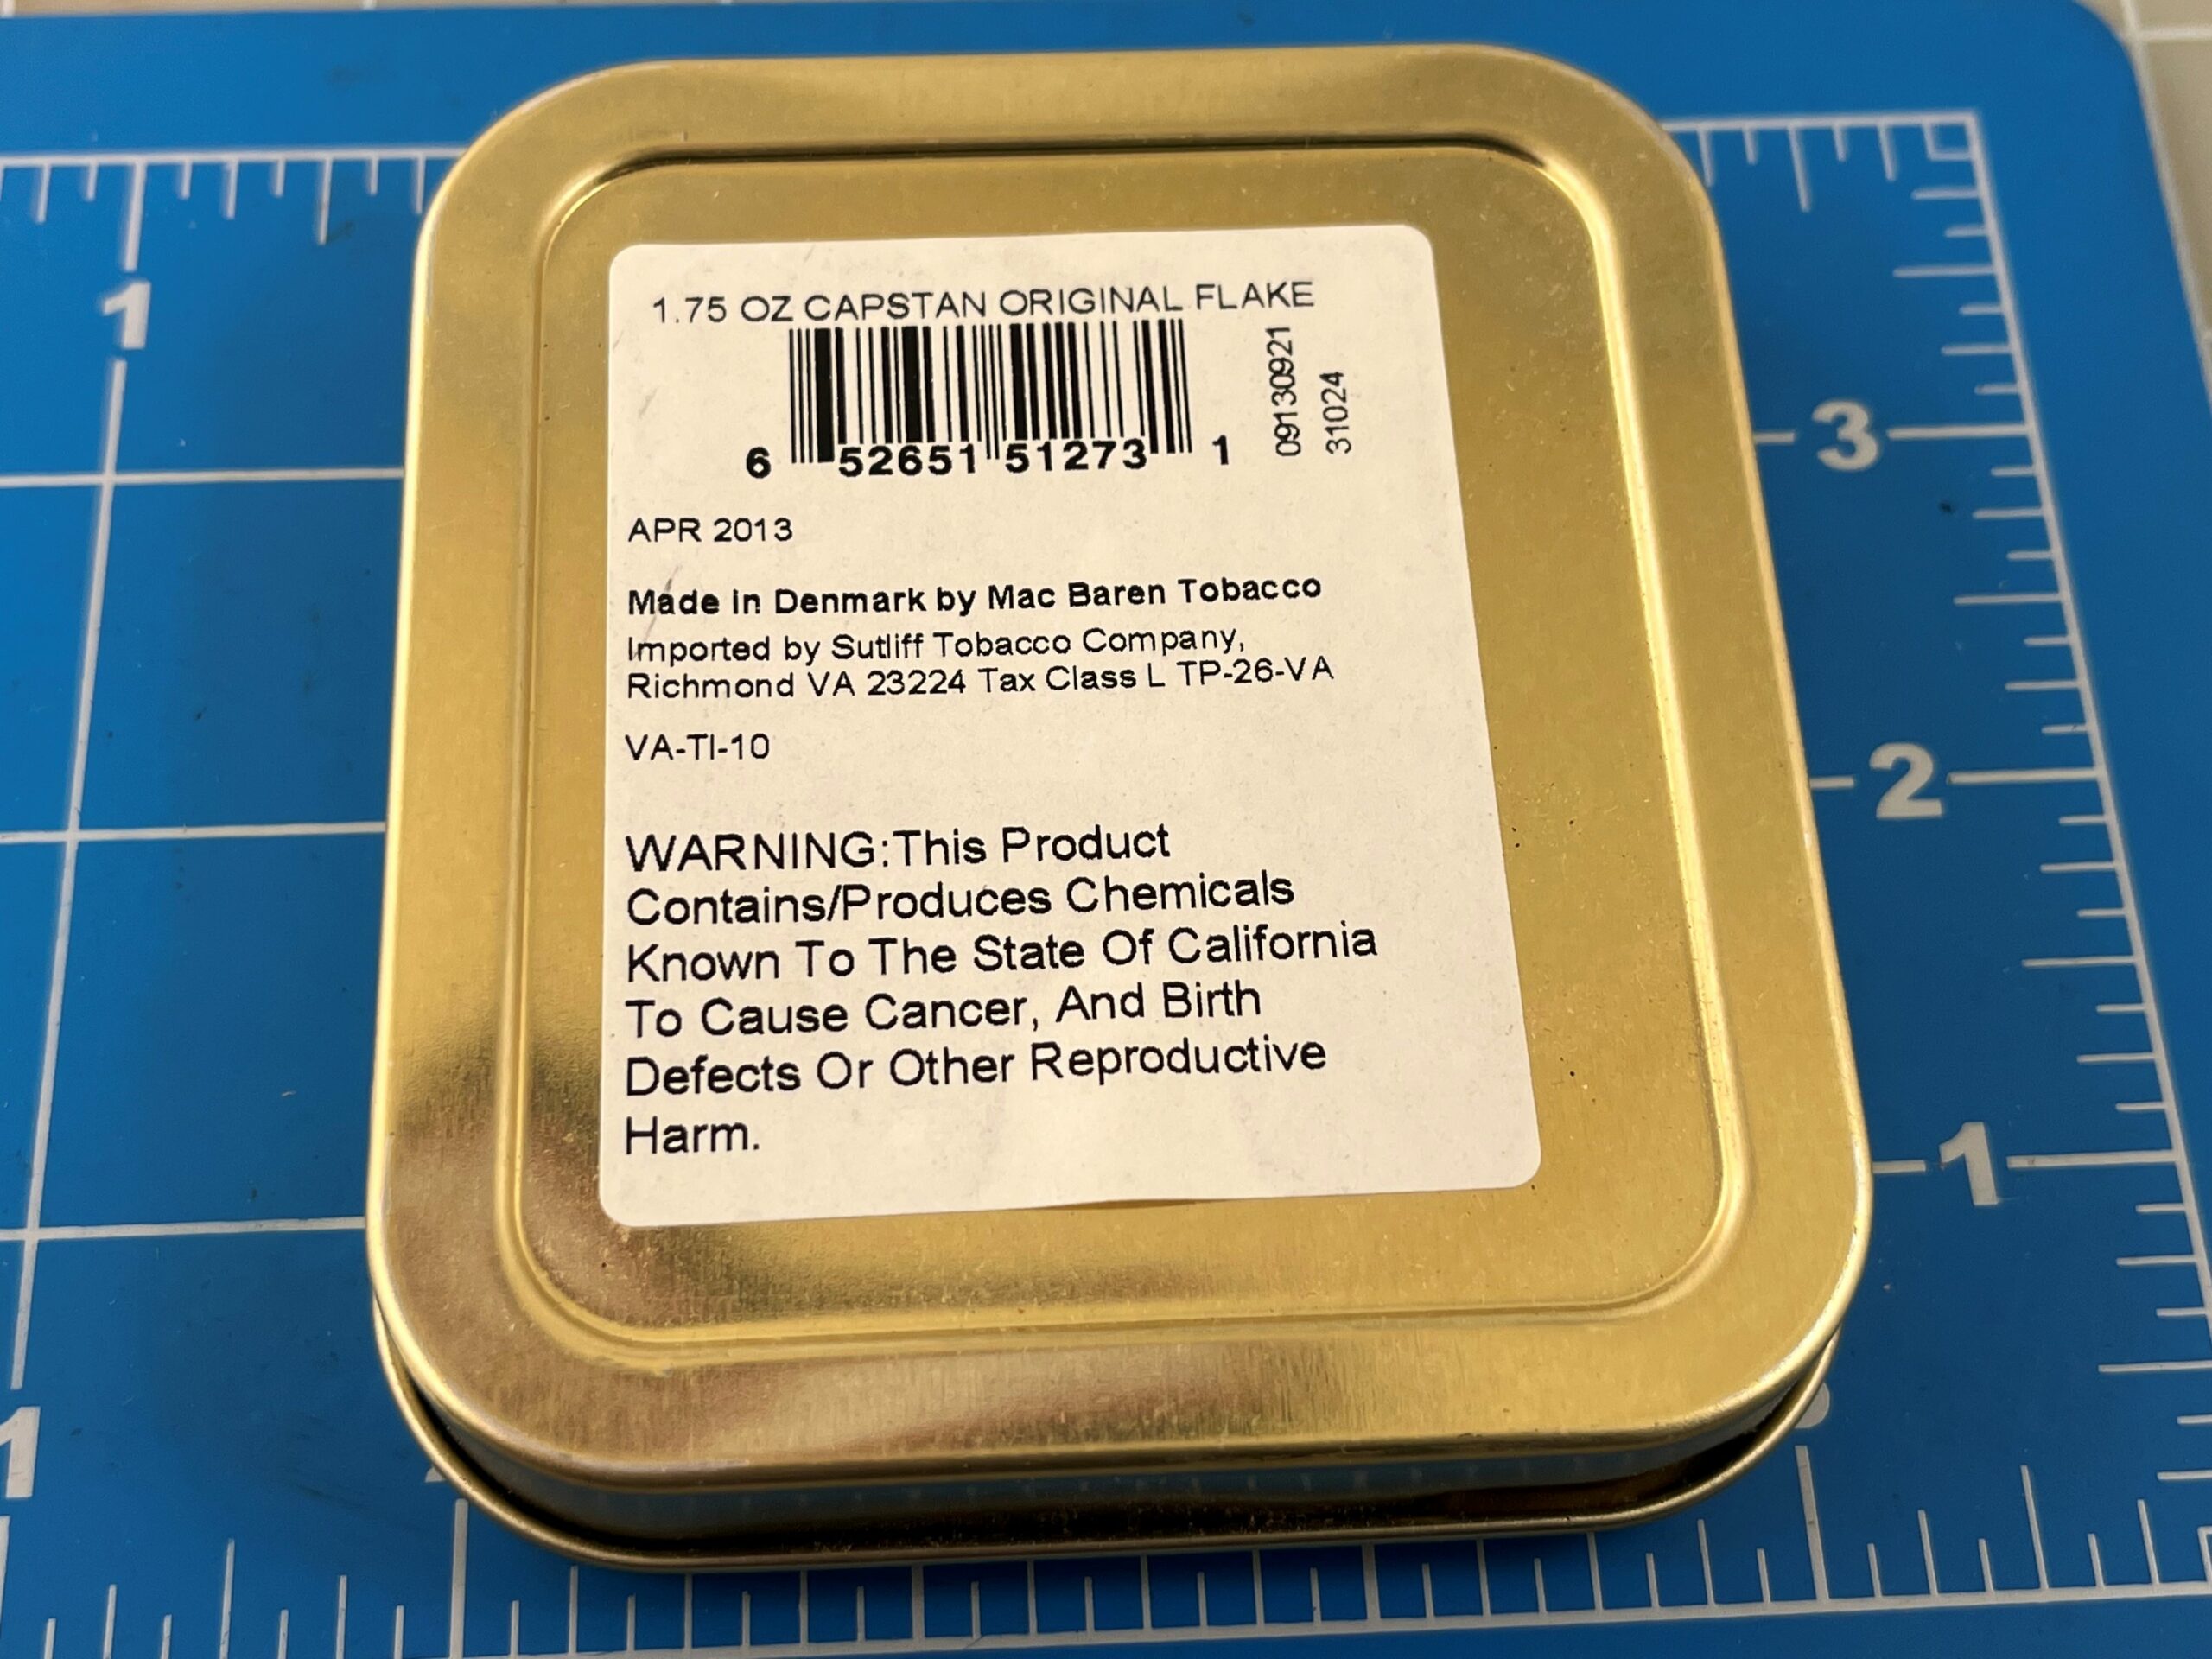 1.75 OZ CAPSTAN ORIGINAL FLAKE
6 52651 51273 1
09130921
31024
APR 2013
Made in Denmark by Mac Baren Tobacco
Imported by Sutliff Tobacco Company,
Richmond VA 23224 Tax Class L TP-26-VA
VA-TI-10
WARNING:This Product
Contains/Produces Chemicals
Known To The State Of California
To Cause Cancer, And Birth
Defects Or Other Reproductive
Harm.
1
3
2
1
1